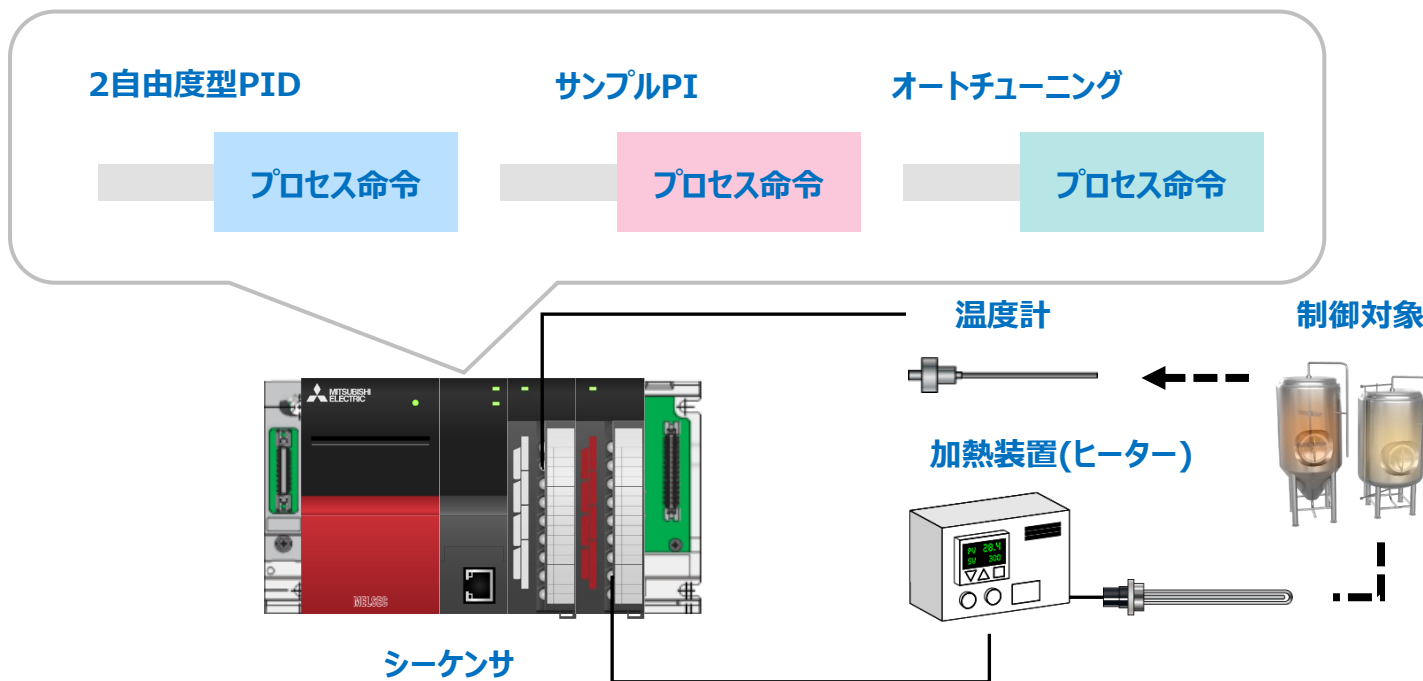 2自由度型PID
サンプルPI
オートチューニング
プロセス命令
プロセス命令
プロセス命令
温度計
制御対象
MITSUBISHI
ELECTRIC
加熱装置(ヒーター)
PV 28.4
SV 300
MELSEC
シーケンサ